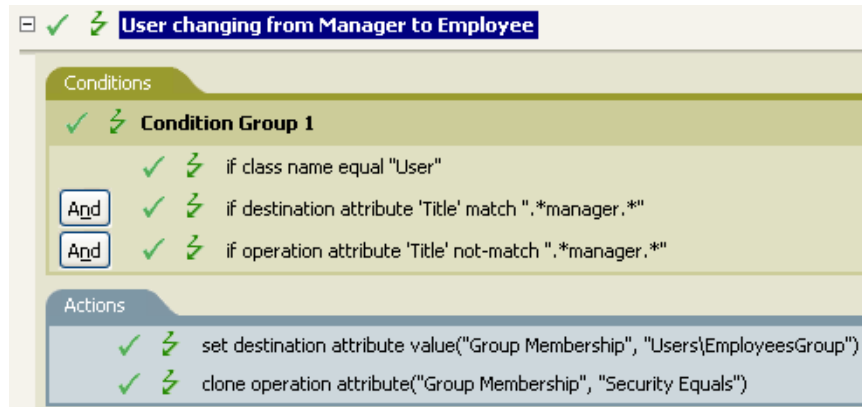 User changing from Manager to Employee
Conditions
Condition Group 1
if class name equal "User"
And if destination attribute 'Title' match ".*manager.*"
And if operation attribute 'Title' not-match ".*manager.*"
Actions
set destination attribute value("Group Membership", "Users\EmployeesGroup")
clone operation attribute("Group Membership", "Security Equals")